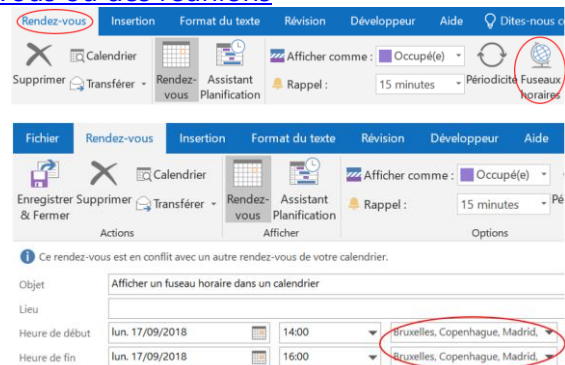 vous ou des réunions
Rendez-vous Insertion Format du texte Révision Développeur Aide Dites-nous
Supprimer Calendrier Transférer Rendez-vous Assistant Planification Afficher comme : Occupé(e) Rappel : 15 minutes Périodicité Fuseaux horaires
Fichier Rendez-vous Insertion Format du texte Révision Développeur Aide
Enregistrer & Fermer Supprimer Calendrier Transférer Rendez-vous Assistant Planification Afficher comme : Occupé(e) Rappel : 15 minutes Pé
Actions Afficher Options
Ce rendez-vous est en conflit avec un autre rendez-vous de votre calendrier.
Objet Afficher un fuseau horaire dans un calendrier
Lieu
Heure de début lun. 17/09/2018 14:00 Bruxelles, Copenhague, Madrid,
Heure de fin lun. 17/09/2018 16:00 Bruxelles, Copenhague, Madrid,